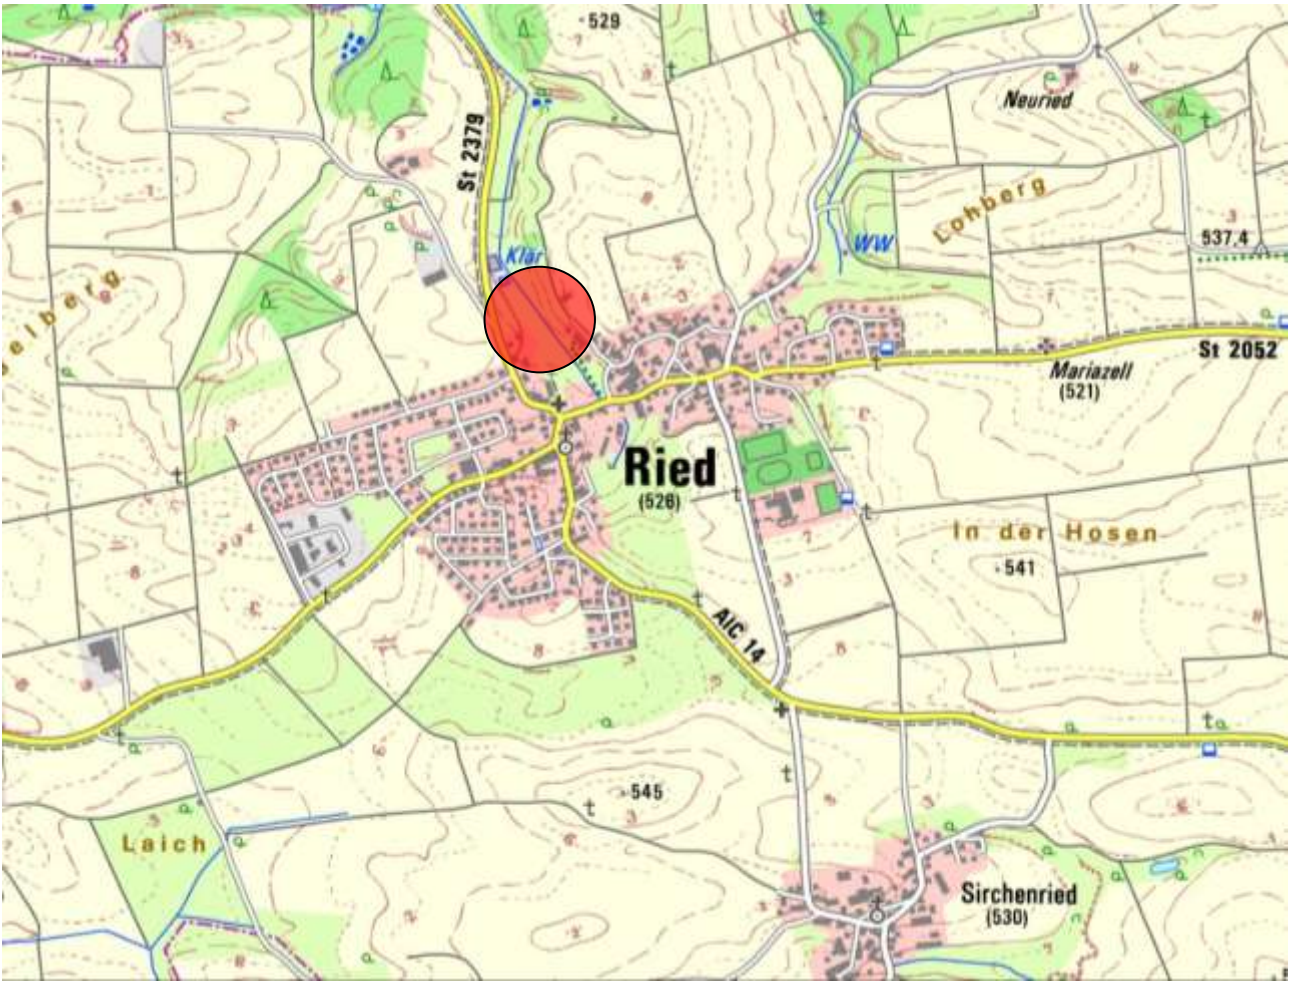 529
Neuried
St 2379
Lohberg
537,4
WW
Klär
elberg
St 2052
Mariazell
(521)
Ried
(528)
In der Hosen
541
AIC 14
545
Laich
Sirchenried
(530)